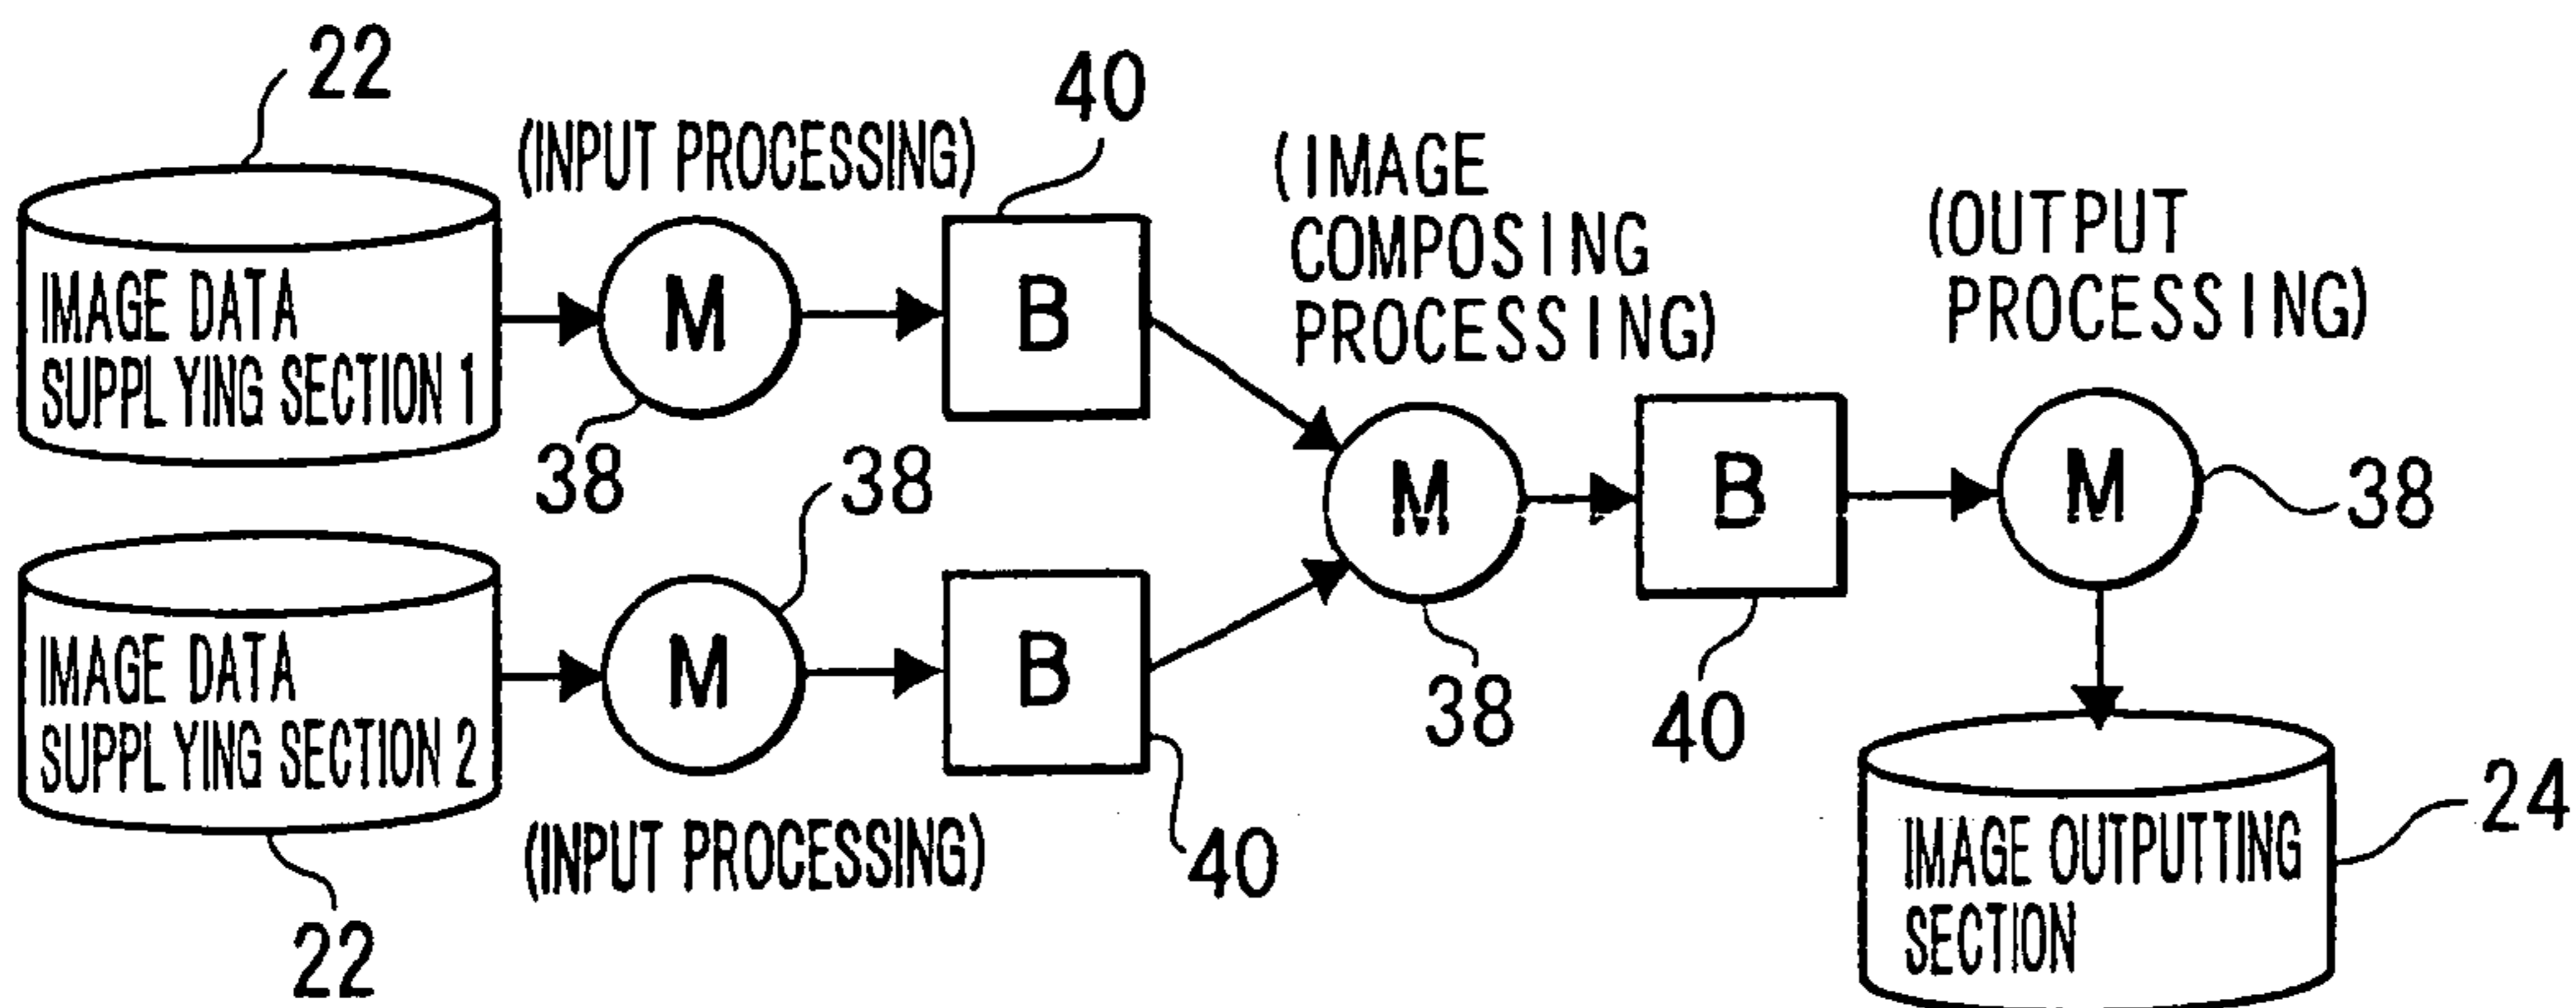 22
(INPUT PROCESSING)
40
(IMAGE
COMPOSING
PROCESSING)
(OUTPUT
PROCESSING)
IMAGE DATA
SUPPLYING SECTION 1
M
B
38
38
M
B
M
38
IMAGE DATA
SUPPLYING SECTION 2
M
B
38
40
(INPUT PROCESSING)
40
22
IMAGE OUTPUTTING
SECTION
24